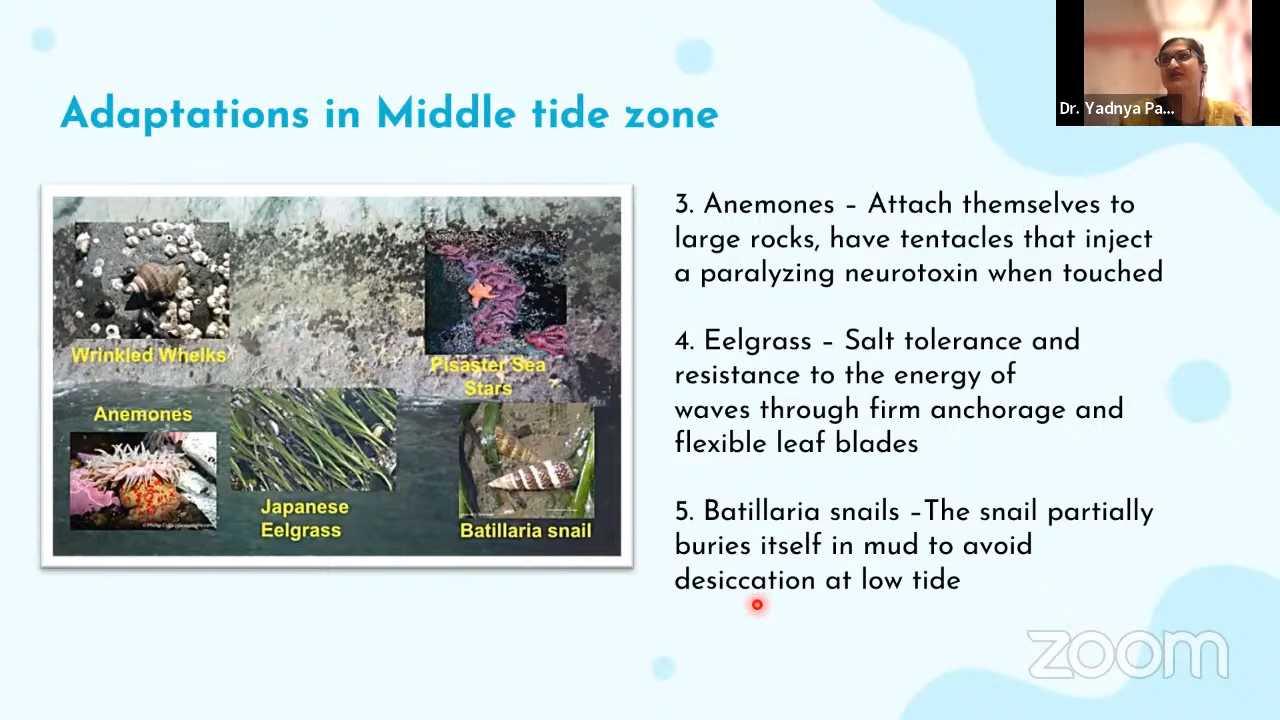 Dr. Yadnya Pa...
Adaptations in Middle tide zone
Wrinkled Whelks
Pisaster Sea
Stars
Anemones
Japanese
Eelgrass
Batillaria snail
3. Anemones – Attach themselves to
large rocks, have tentacles that inject
a paralyzing neurotoxin when touched
4. Eelgrass – Salt tolerance and
resistance to the energy of
waves through firm anchorage and
flexible leaf blades
5. Batillaria snails –The snail partially
buries itself in mud to avoid
desiccation at low tide
zoom